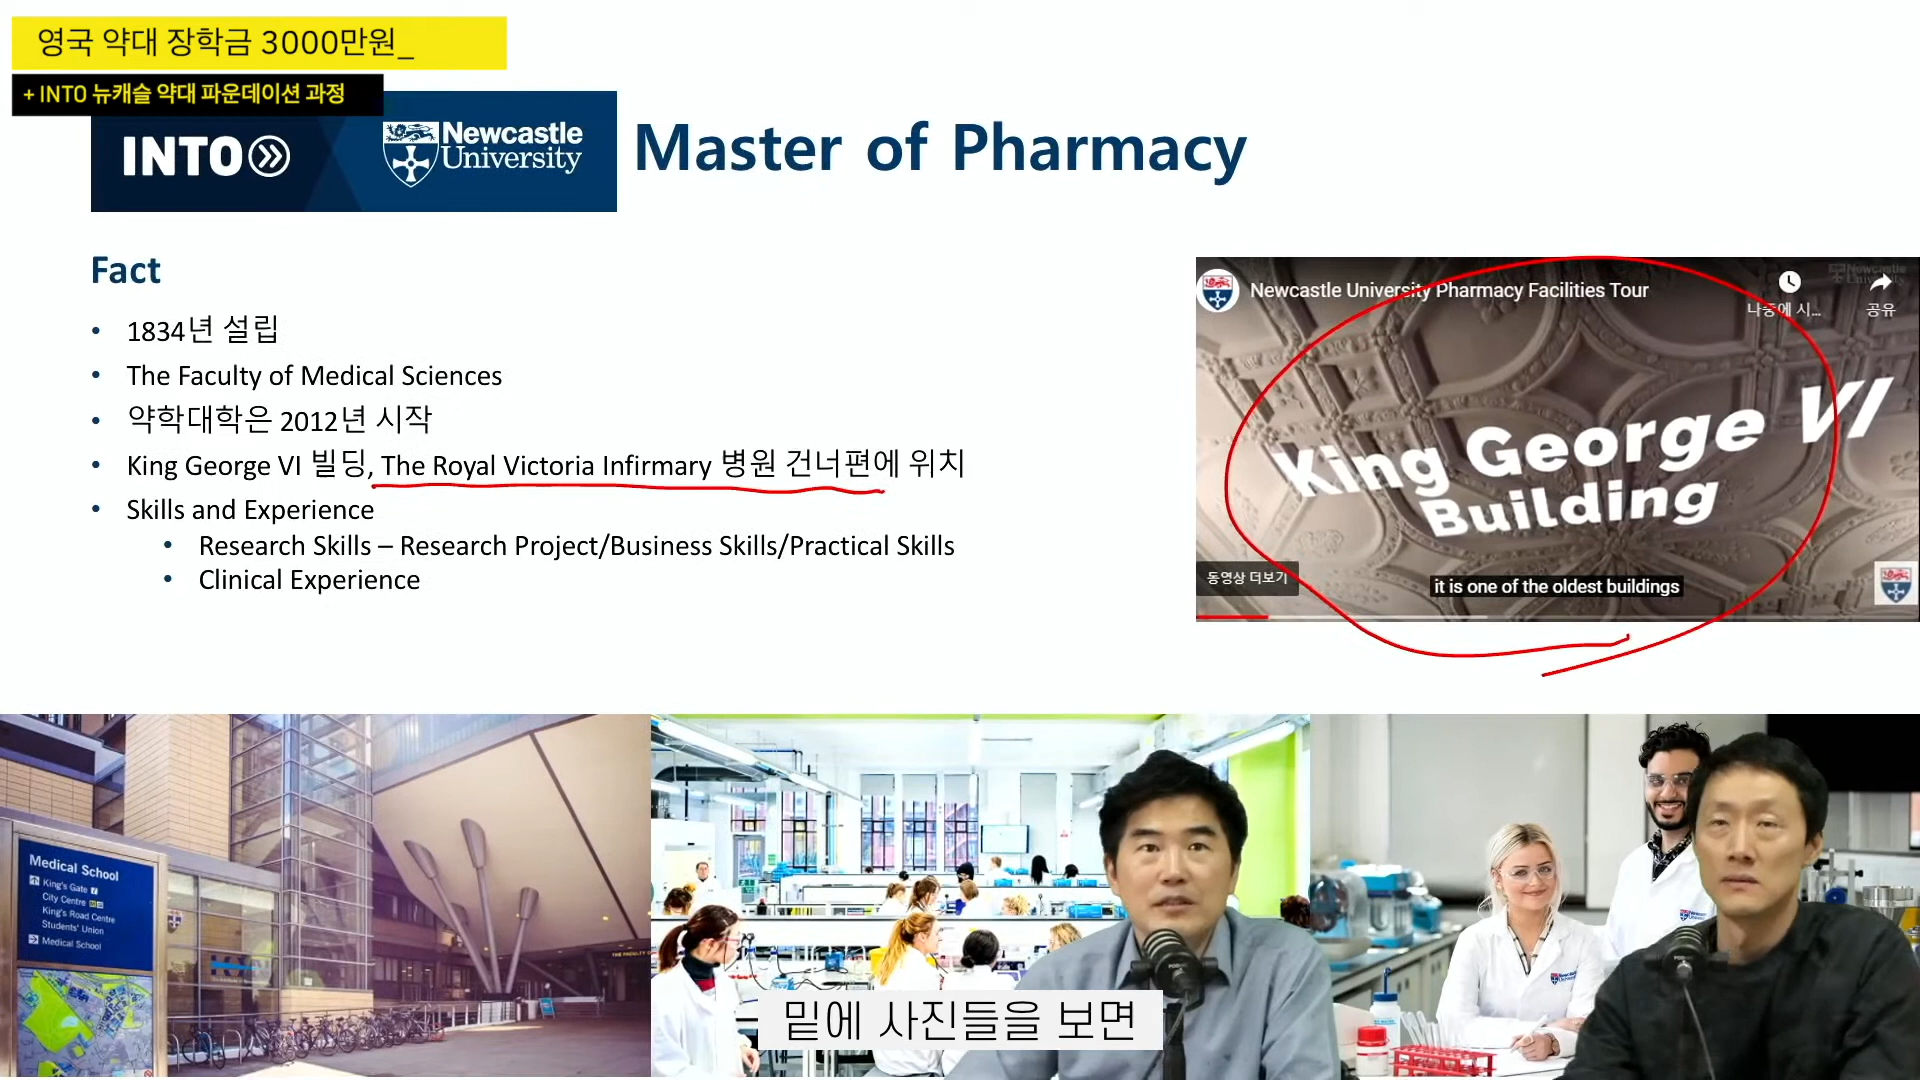 영국 약대 장학금 3000만원_
+ INTO 뉴캐슬 약대 파운데이션 과정
INTO
Newcastle
University
Master of Pharmacy
Fact
• 1834년 설립
• The Faculty of Medical Sciences
• 약학대학은 2012년 시작
• King George VI 빌딩, The Royal Victoria Infirmary 병원 건너편에 위치
• Skills and Experience
• Research Skills – Research Project/Business Skills/Practical Skills
• Clinical Experience
Newcastle University Pharmacy Facilities Tour
Newcastle
University
나중에 시...
공유
King George VI
Building
동영상 더보기
it is one of the oldest buildings
Medical School
King's Gate
City Centre
King's Road Centre
Students' Union
Medical School
밑에 사진들을 보면